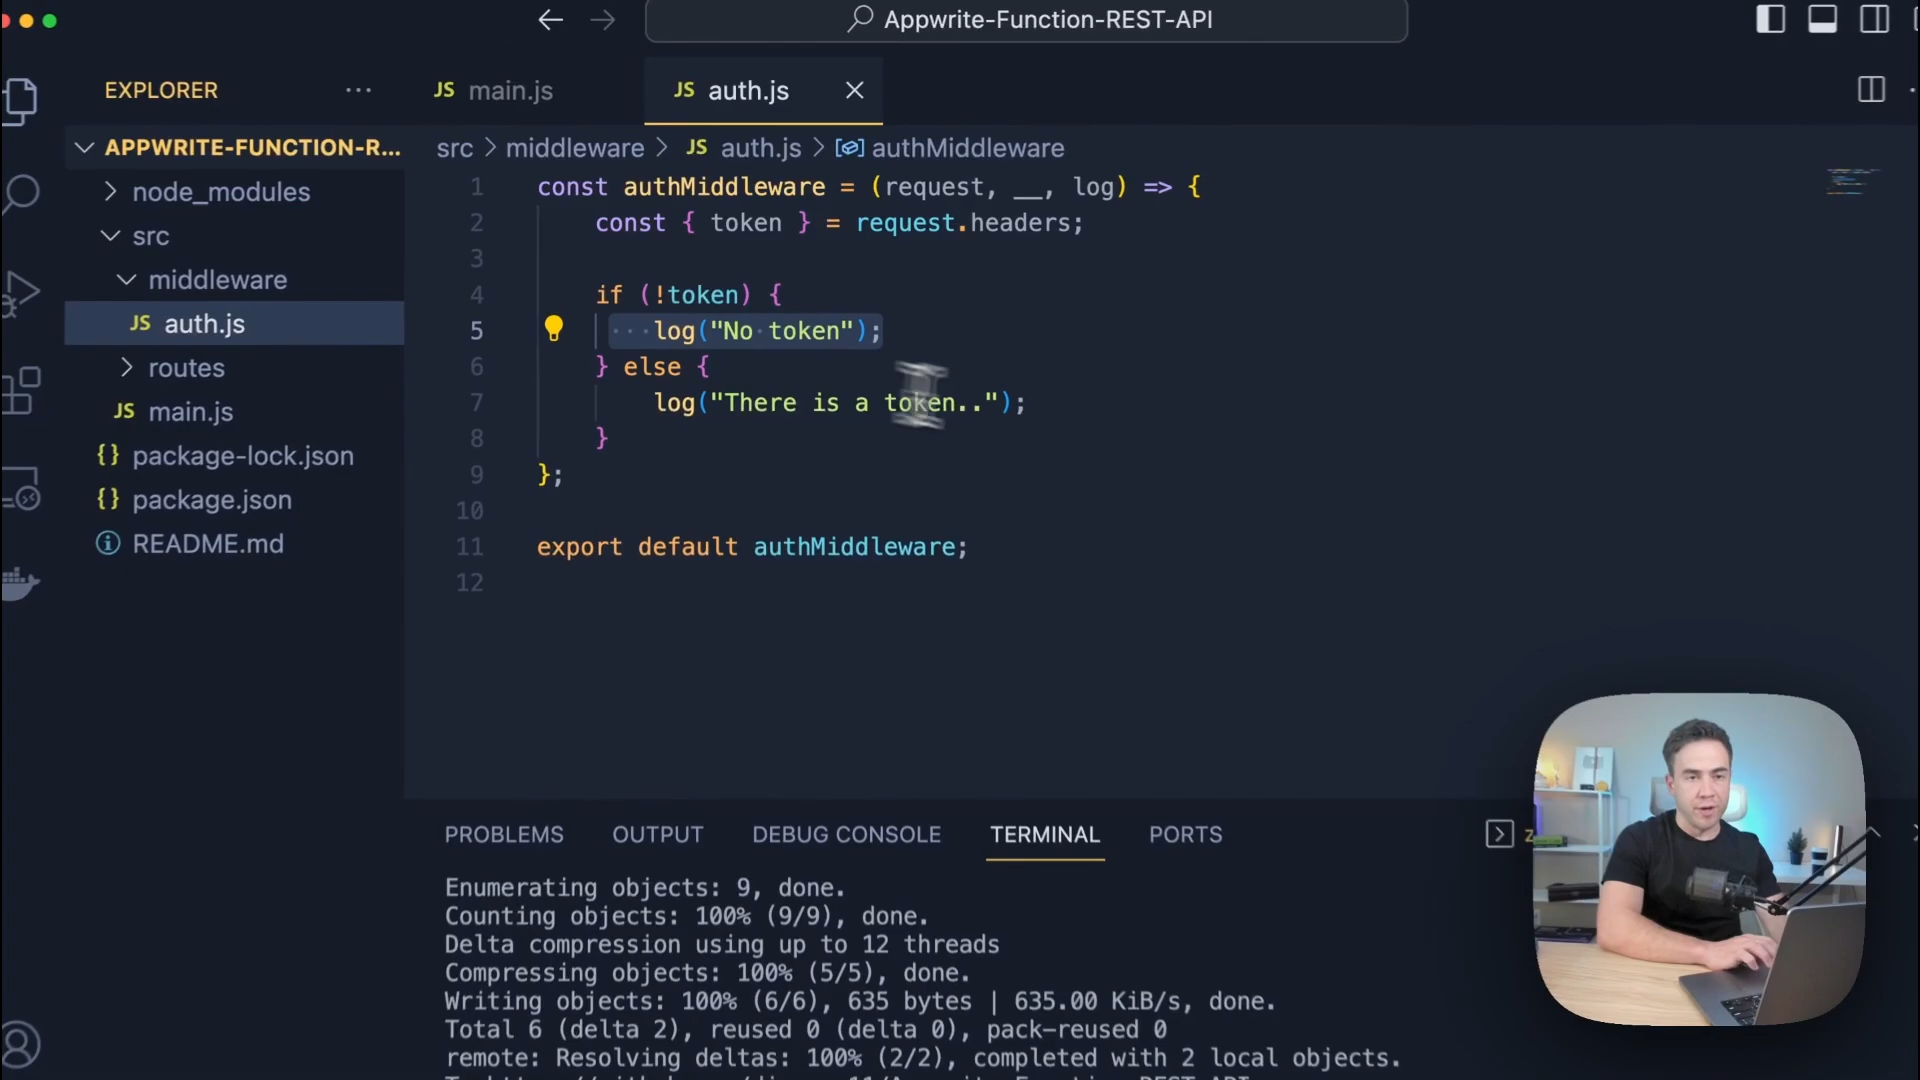 Appwrite-Function-REST-API
EXPLORER ···
JS main.js
JS auth.js
APPWRITE-FUNCTION-R...
node_modules
src
middleware
JS auth.js
routes
JS main.js
{} package-lock.json
{} package.json
README.md
src > middleware > JS auth.js > authMiddleware
1 const authMiddleware = (request, __, log) => {
2 const { token } = request.headers;
3
4 if (!token) {
5 ···log("No·token");
6 } else {
7 log("There is a token..");
8 }
9 };
10
11 export default authMiddleware;
12
PROBLEMS OUTPUT DEBUG CONSOLE TERMINAL PORTS
Enumerating objects: 9, done.
Counting objects: 100% (9/9), done.
Delta compression using up to 12 threads
Compressing objects: 100% (5/5), done.
Writing objects: 100% (6/6), 635 bytes | 635.00 KiB/s, done.
Total 6 (delta 2), reused 0 (delta 0), pack-reused 0
remote: Resolving deltas: 100% (2/2), completed with 2 local objects.